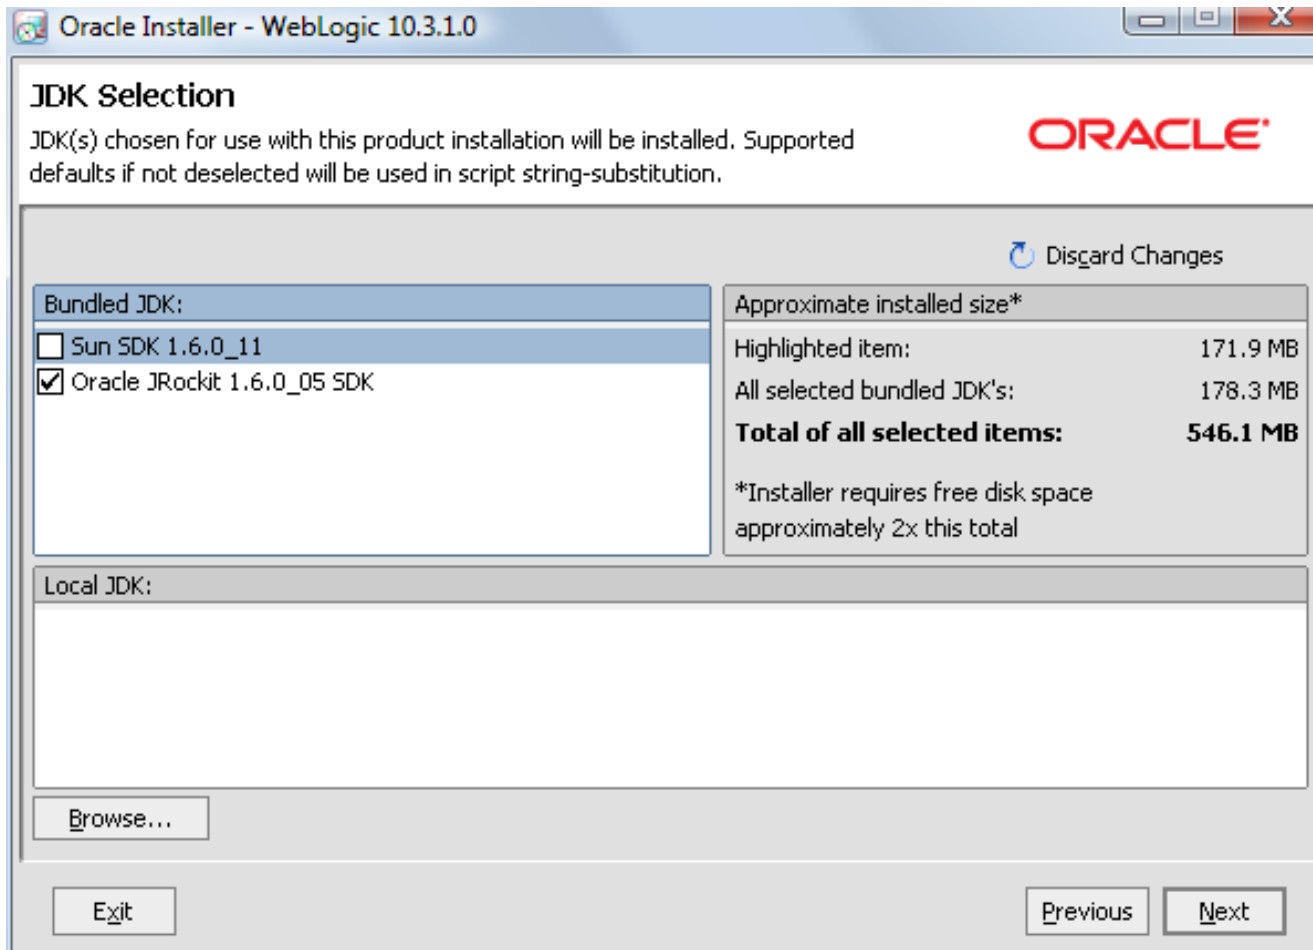 Oracle Installer - WebLogic 10.3.1.0
JDK Selection
JDK(s) chosen for use with this product installation will be installed. Supported
defaults if not deselected will be used in script string-substitution.
ORACLE
Discard Changes
Bundled JDK:
Sun SDK 1.6.0_11
Oracle JRockit 1.6.0_05 SDK
Approximate installed size*
Highlighted item: 171.9 MB
All selected bundled JDK's: 178.3 MB
Total of all selected items: 546.1 MB
*Installer requires free disk space
approximately 2x this total
Local JDK:
Browse...
Exit
Previous
Next